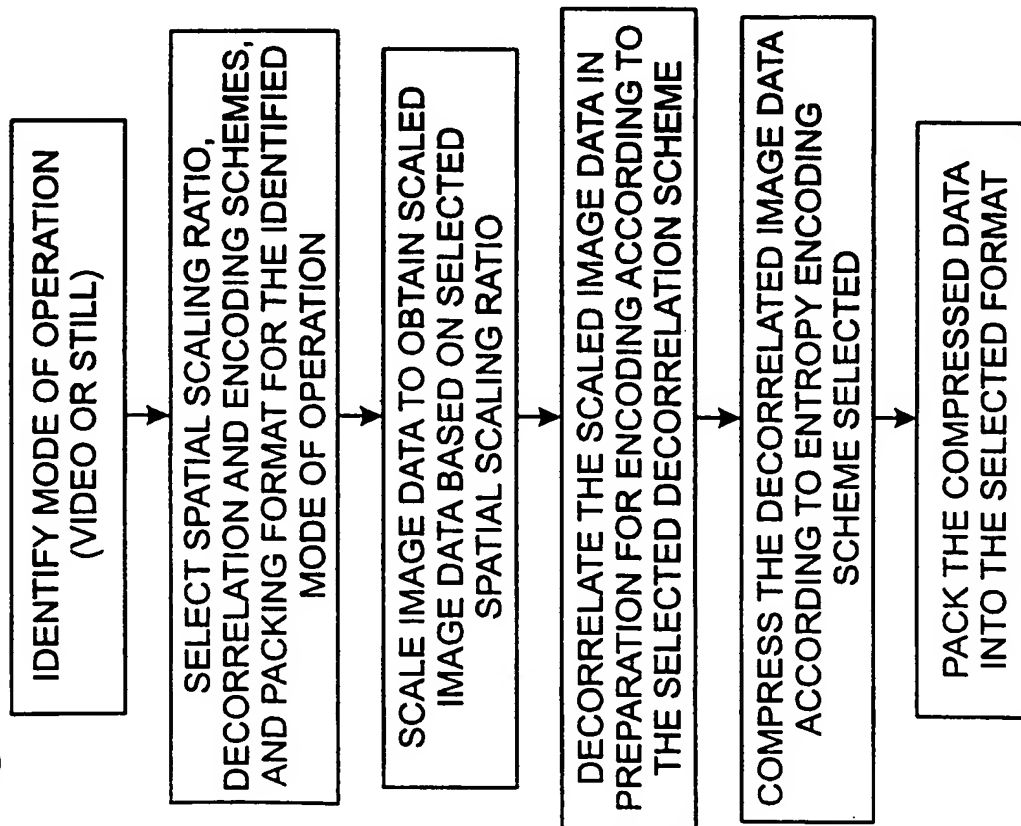 IDENTIFY MODE OF OPERATION
(VIDEO OR STILL)
SELECT SPATIAL SCALING RATIO,
DECORRELATION AND ENCODING SCHEMES,
AND PACKING FORMAT FOR THE IDENTIFIED
MODE OF OPERATION
SCALE IMAGE DATA TO OBTAIN SCALED
IMAGE DATA BASED ON SELECTED
SPATIAL SCALING RATIO
DECORRELATE THE SCALED IMAGE DATA IN
PREPARATION FOR ENCODING ACCORDING TO
THE SELECTED DECORRELATION SCHEME
COMPRESS THE DECORRELATED IMAGE DATA
ACCORDING TO ENTROPY ENCODING
SCHEME SELECTED
PACK THE COMPRESSED DATA
INTO THE SELECTED FORMAT